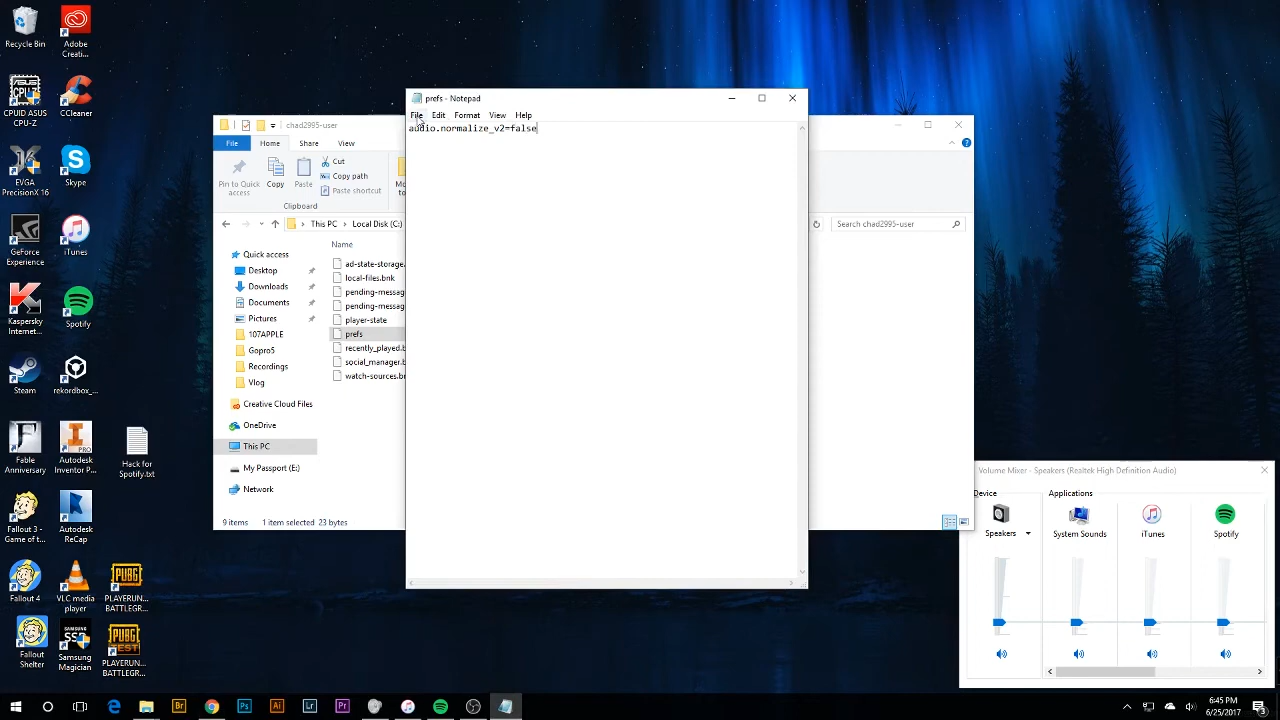 Recycle Bin
Adobe Creati...
CPUID CPU-Z
CCleaner
EVGA PrecisionX 16
Skype
GeForce Experience
iTunes
Kaspersky Internet...
Spotify
Steam
rekordbox_...
Fable Anniversary
Autodesk Inventor P...
Hack for Spotify.txt
Fallout 3 - Game of t...
Autodesk ReCap
Fallout 4
VLC media player
PLAYERUN... BATTLEGR...
Fallout Shelter
Samsung Magician
PLAYERUN... BATTLEGR...
prefs - Notepad
File Edit Format View Help
audio.normalize_v2=false
chad2995-user
File Home Share View
Pin to Quick access
Copy
Paste
Cut
Copy path
Paste shortcut
Clipboard
This PC > Local Disk (C:)
Search chad2995-user
Quick access
Desktop
Downloads
Documents
Pictures
107APPLE
Gopro5
Recordings
Vlog
Creative Cloud Files
OneDrive
This PC
My Passport (E:)
Network
Name
ad-state-storage.
local-files.bnk
pending-messag
pending-messag
player-state
prefs
recently_played.b
social_manager.b
watch-sources.bn
9 items 1 item selected 23 bytes
Volume Mixer - Speakers (Realtek High Definition Audio)
Device
Applications
Speakers
System Sounds
iTunes
Spotify
6:45 PM
6/25/2017